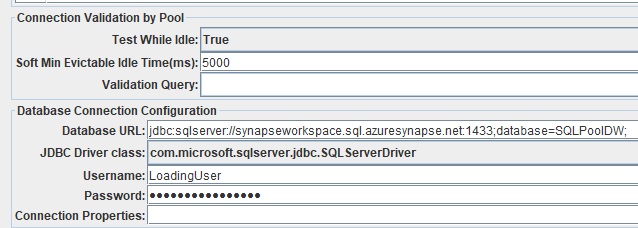 Connection Validation by Pool
Test While Idle: True
Soft Min Evictable Idle Time(ms): 5000
Validation Query:
Database Connection Configuration
Database URL: jdbc:sqlserver://synapseworkspace.sql.azuresynapse.net:1433;database=SQLPoolDW;
JDBC Driver class: com.microsoft.sqlserver.jdbc.SQLServerDriver
Username: LoadingUser
Password: ●●●●●●●●●●●●●●●●
Connection Properties: